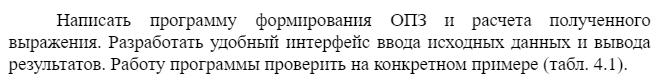 Написать программу формирования ОПЗ и расчета полученного
выражения. Разработать удобный интерфейс ввода исходных данных и вывода
результатов. Работу программы проверить на конкретном примере (табл. 4.1).